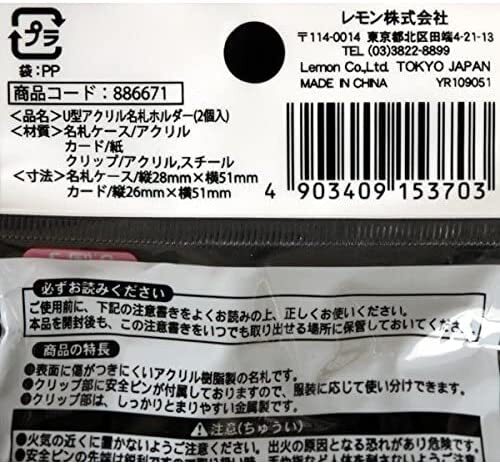 プラ
袋:PP
レモン株式会社
〒114-0014 東京都北区田端4-21-13
TEL (03)3822-8899
Lemon Co.,Ltd. TOKYO JAPAN
MADE IN CHINA YR109051
商品コード:886671
<品名>U型アクリル名札ホルダー(2個入)
<材質>名札ケース/アクリル
カード/紙
クリップ/アクリル,スチール
<寸法>名札ケース/縦28mm×横51mm
カード/縦26mm×横51mm
4 903409 153703
必ずお読みください
ご使用前に、下記の注意書きをよくお読みの上、正しくお使い下さい。
本品を開封後も、この注意書きをいつでも取り出せる場所に保管しておいてください。
商品の特長
●表面に傷がつきにくいアクリル樹脂製の名札です。
●クリップ部に安全ピンが付属しておりますので、服装に応じて使い分けできます。
●クリップ部は、しっかりとまりやすい金属製です。
注意(ちゅうい)
●火気の近くに置かないようご注意ください。出火の原因となる恐れがあり危険です。